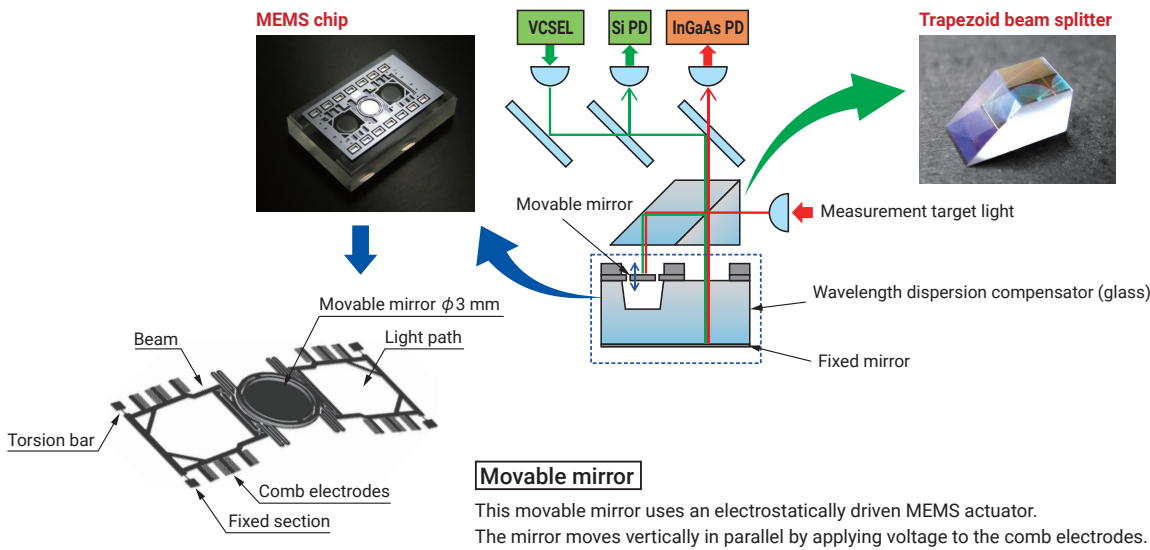 MEMS chip
VCSEL
Si PD
InGaAs PD
Trapezoid beam splitter
Movable mirror
Measurement target light
Wavelength dispersion compensator (glass)
Fixed mirror
Movable mirror ϕ3 mm
Beam
Light path
Torsion bar
Comb electrodes
Fixed section
Movable mirror
This movable mirror uses an electrostatically driven MEMS actuator.
The mirror moves vertically in parallel by applying voltage to the comb electrodes.